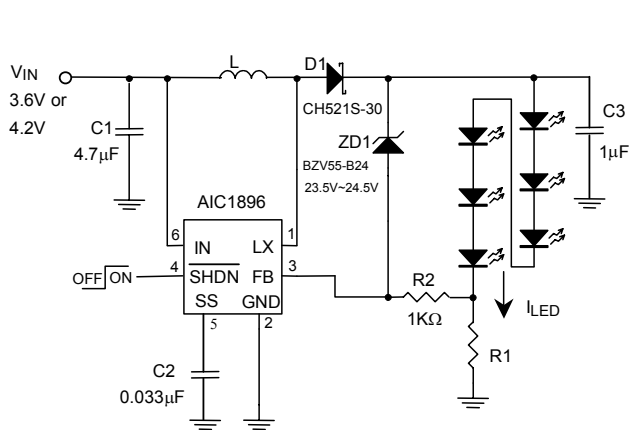 L
D1
VIN
3.6V or
4.2V
CH521S-30
C3
1µF
C1
4.7µF
ZD1
BZV55-B24
23.5V~24.5V
AIC1896
6
1
IN
LX
OFF
ON
4
SHDN
FB
3
SS
GND
5
2
R2
1KΩ
ILED
R1
C2
0.033µF